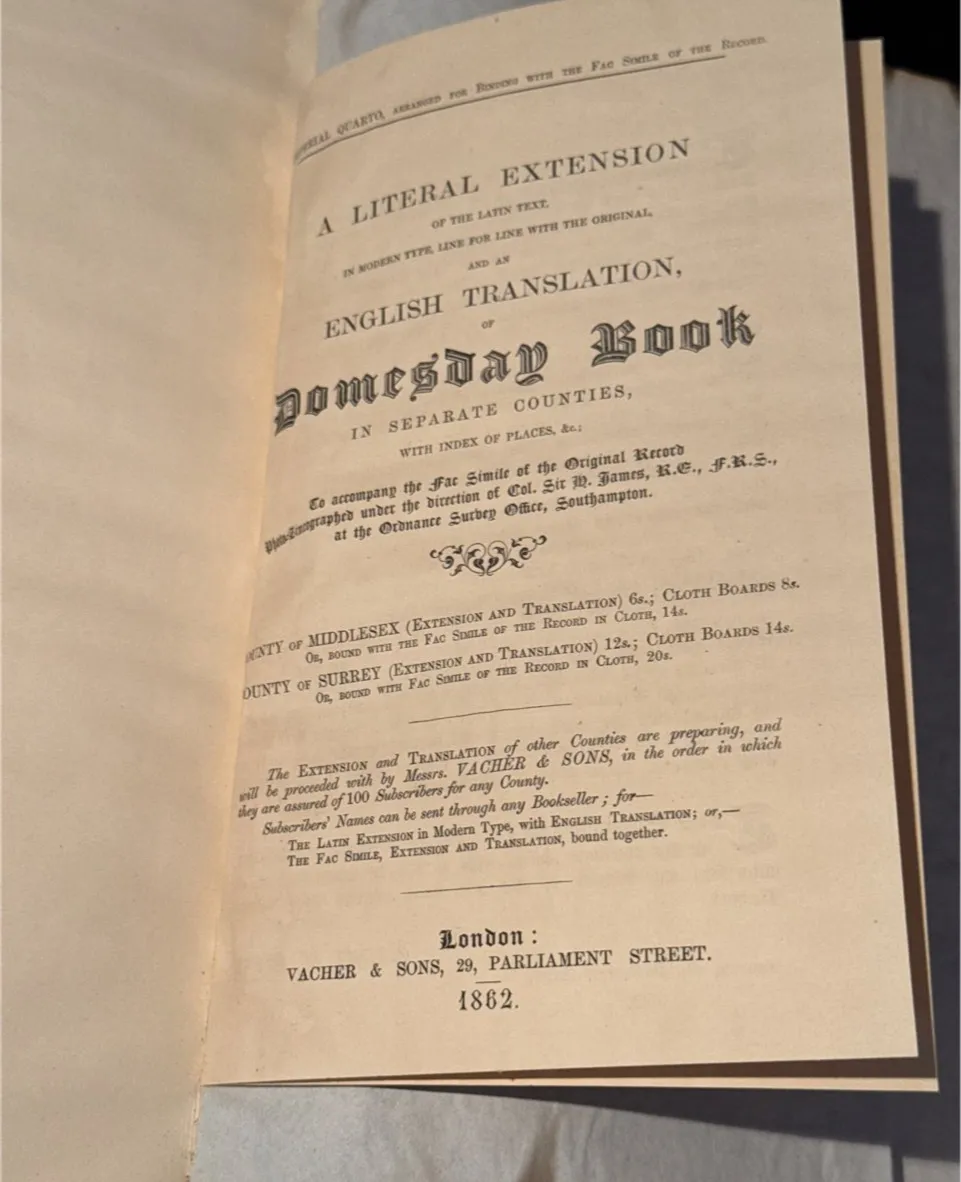 IMPERIAL QUARTO, ARRANGED FOR BINDING WITH THE FAC SIMILE OF THE RECORD.
A LITERAL EXTENSION
OF THE LATIN TEXT,
IN MODERN TYPE, LINE FOR LINE WITH THE ORIGINAL,
AND AN
ENGLISH TRANSLATION,
OF
Domesday Book
IN SEPARATE COUNTIES,
WITH INDEX OF PLACES, &c.;
To accompany the Fac Simile of the Original Record
Photo-Zincographed under the direction of Col. Sir H. James, R.E., F.R.S.,
at the Ordnance Survey Office, Southampton.
OUNTY OF MIDDLESEX (EXTENSION AND TRANSLATION) 6s.; CLOTH BOARDS 8s.
OR, BOUND WITH THE FAC SIMILE OF THE RECORD IN CLOTH, 14s.
OUNTY OF SURREY (EXTENSION AND TRANSLATION) 12s.; CLOTH BOARDS 14s.
OR, BOUND WITH FAC SIMILE OF THE RECORD IN CLOTH, 20s.
The EXTENSION and TRANSLATION of other Counties are preparing, and
will be proceeded with by Messrs. VACHER & SONS, in the order in which
they are assured of 100 Subscribers for any County.
Subscribers' Names can be sent through any Bookseller; for—
THE LATIN EXTENSION in Modern Type, with ENGLISH TRANSLATION; or,—
THE FAC SIMILE, EXTENSION AND TRANSLATION, bound together.
London:
VACHER & SONS, 29, PARLIAMENT STREET.
1862.